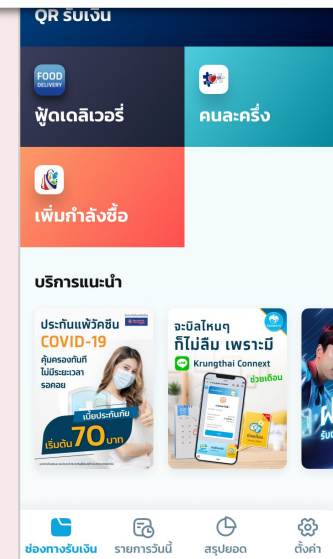 QR รับเงิน
FOOD
DELIVERY
ฟู้ดเดลิเวอรี่
คนละครึ่ง
เพิ่มกำลังซื้อ
บริการแนะนำ
ประกันแพ้วัคซีน
COVID-19
คุ้มครองทันที
ไม่มีระยะเวลา
รอคอย
เบี้ยประกันภัย
เริ่มต้น 70 บาท
จะบิลไหนๆ
ก็ไม่ลืม เพราะมี
Krungthai Connext
ช่วยเตือน
ช่องทางรับเงิน
รายการวันนี้
สรุปยอด
ตั้งค่า